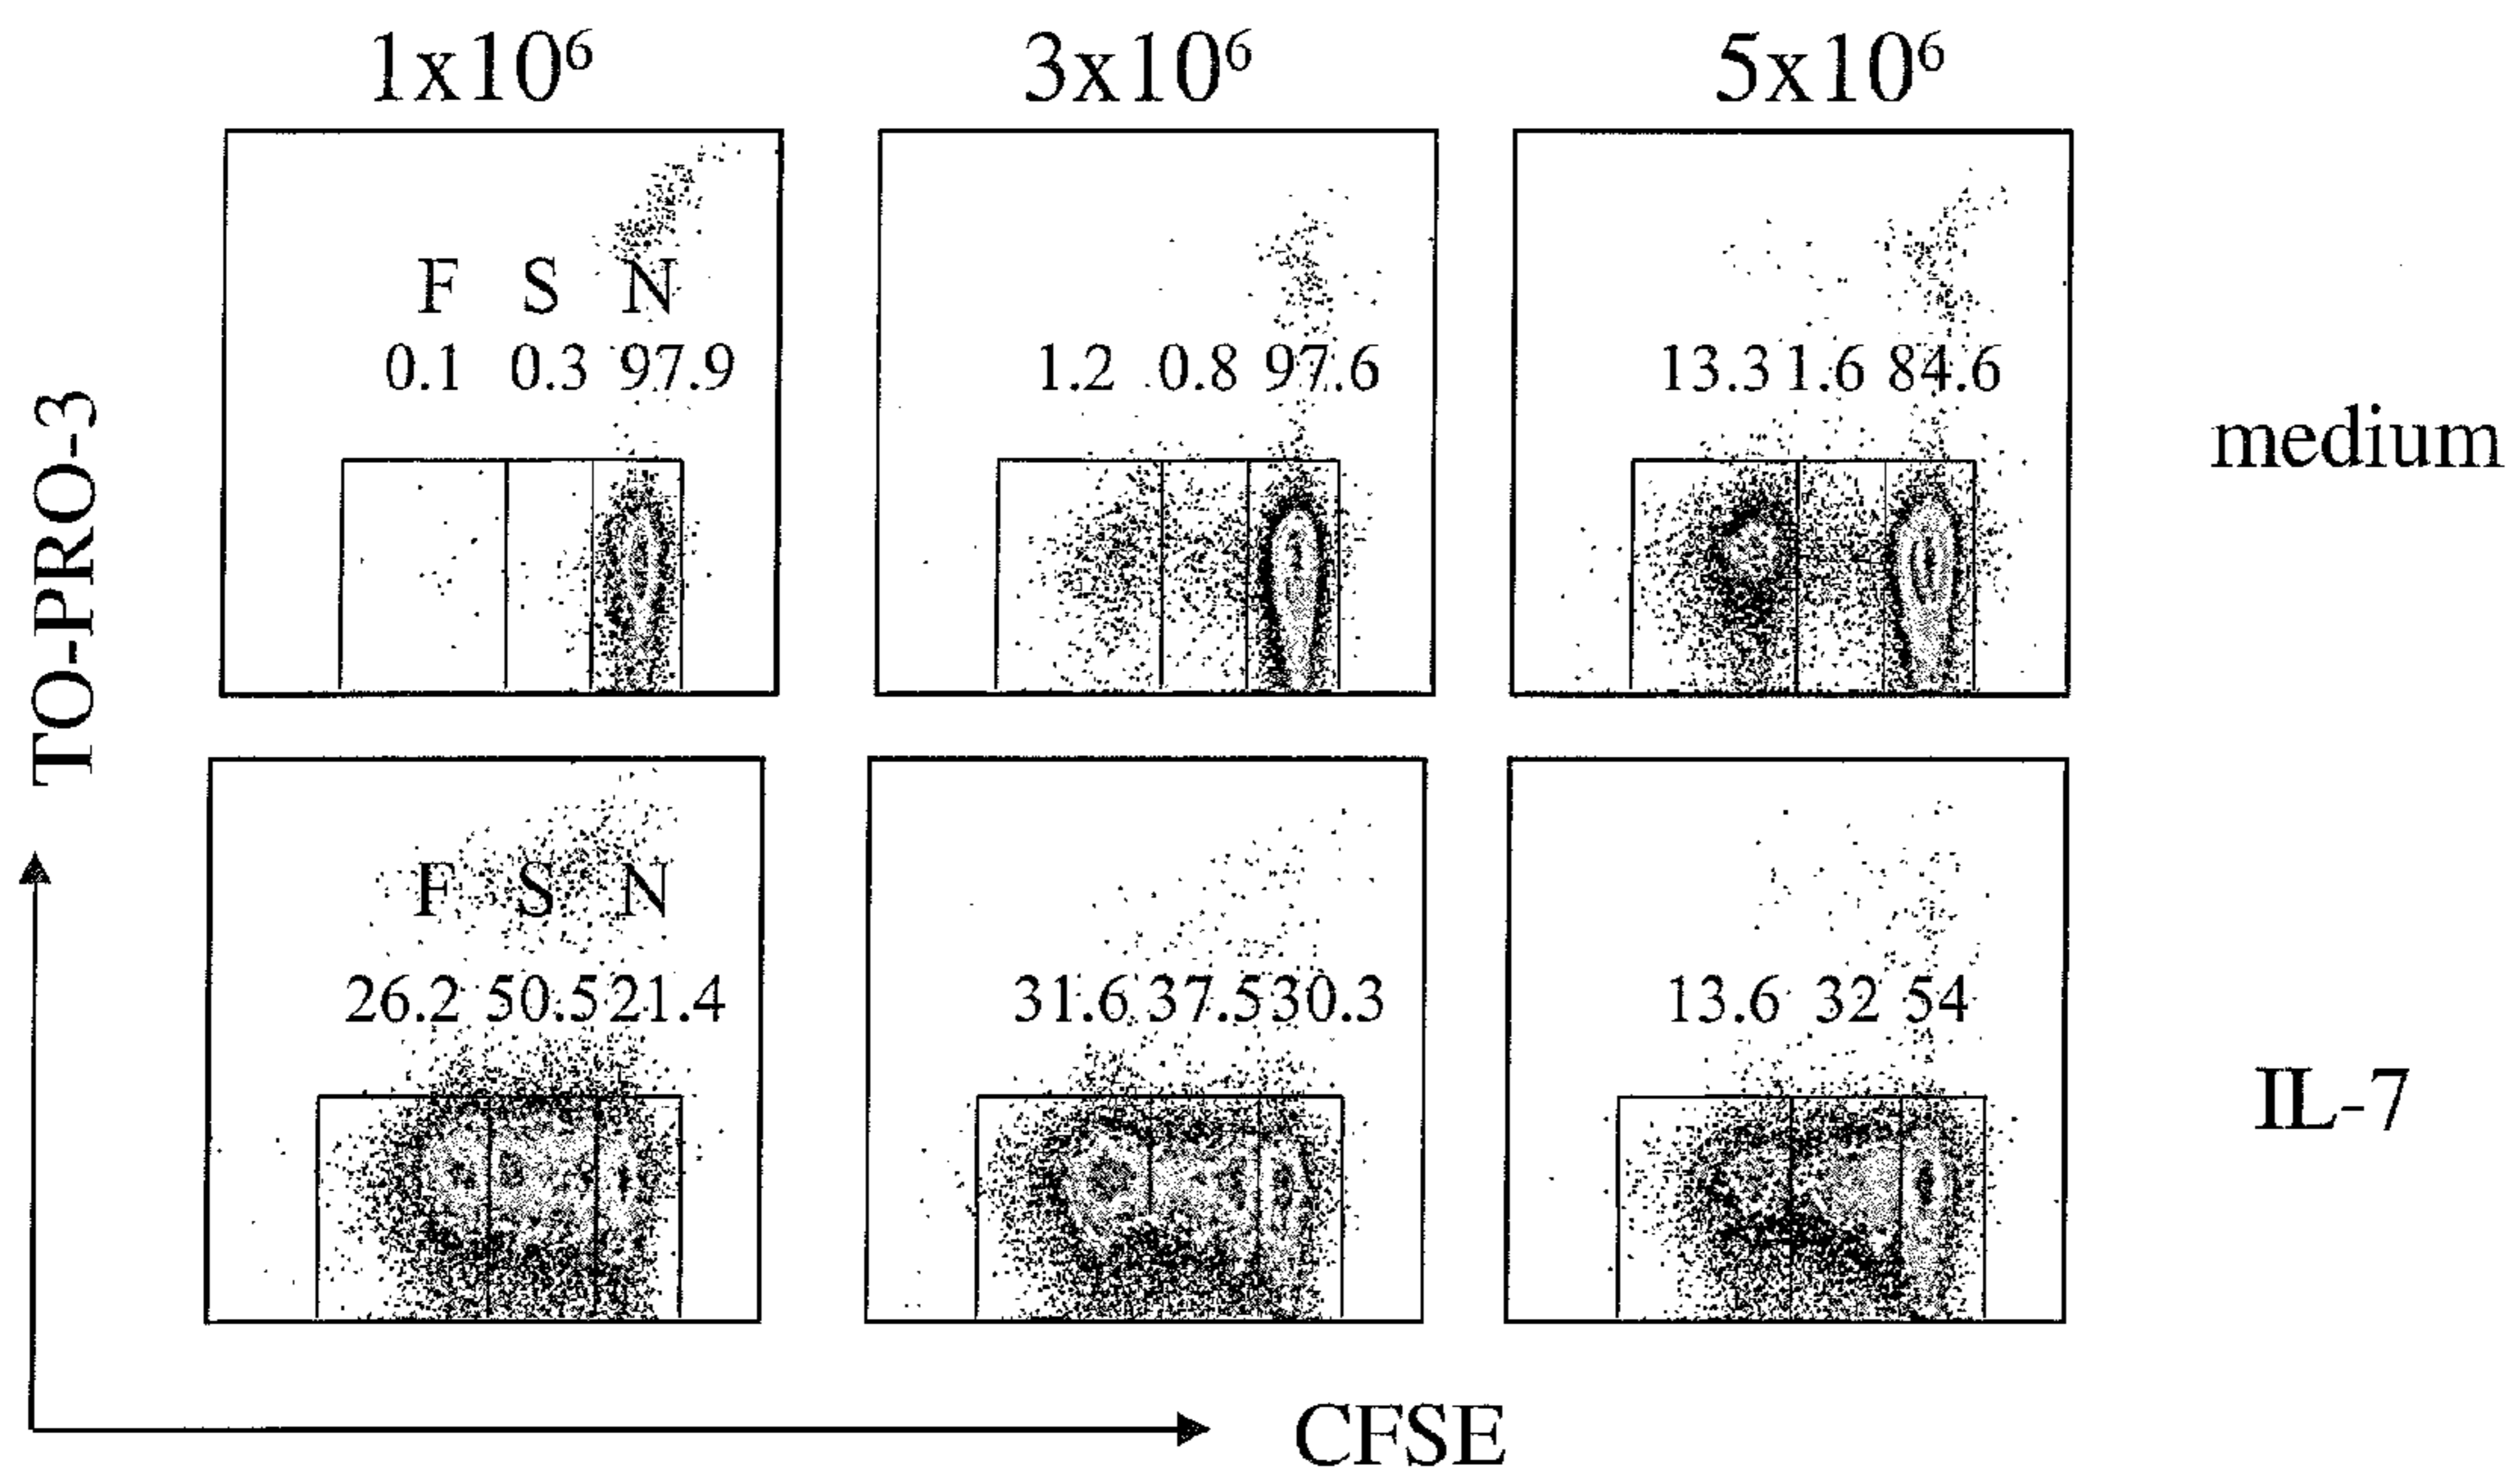 1x10⁶ 3x10⁶ 5x10⁶
F S N
0.1 0.3 97.9
1.2 0.8 97.6
13.3 1.6 84.6
medium
TO-PRO-3
F S N
26.2 50.5 21.4
31.6 37.5 30.3
13.6 32 54
IL-7
CFSE